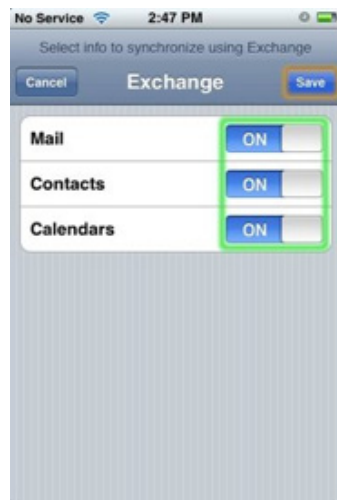 No Service 2:47 PM
Select info to synchronize using Exchange
Cancel Exchange Save
Mail ON
Contacts ON
Calendars ON